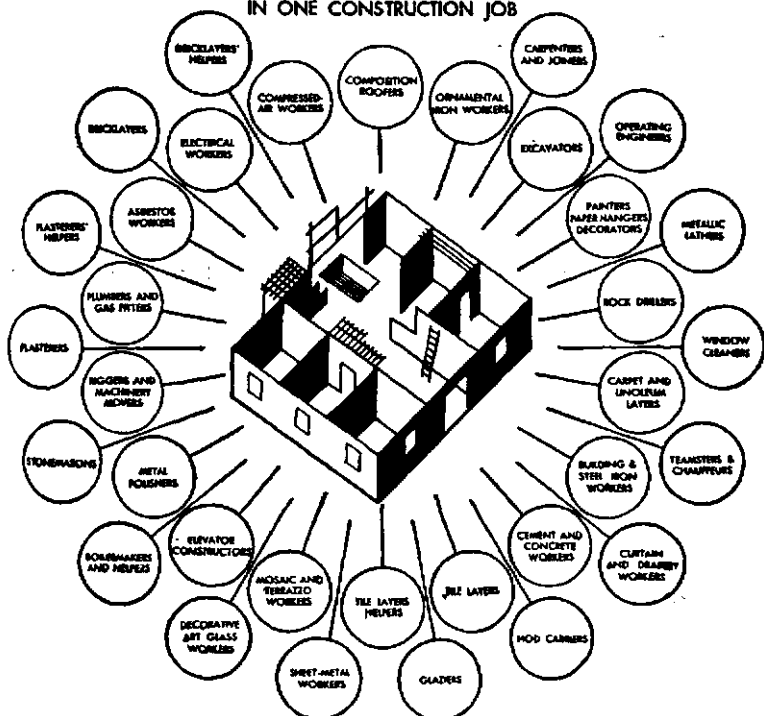 IN ONE CONSTRUCTION JOB
BRICKLAYERS'
HELPERS
COMPRESSED-
AIR WORKERS
COMPOSITION
ROOFERS
ORNAMENTAL
IRON WORKERS
CARPENTERS
AND JOINERS
BRICKLAYERS
ELECTRICAL
WORKERS
EXCAVATORS
OPERATING
ENGINEERS
PLASTERERS'
HELPERS
ASBESTOS
WORKERS
PAINTERS
PAPER HANGERS
DECORATORS
METALLIC
LATHERS
PLUMBERS AND
GAS FITTERS
ROCK DRILLERS
PLASTERERS
WINDOW
CLEANERS
RIGGERS AND
MACHINERY
MOVERS
CARPET AND
LINOLEUM
LAYERS
STONEMASONS
METAL
POLISHERS
BUILDING &
STEEL IRON
WORKERS
TEAMSTERS &
CHAUFFEURS
BOILERMAKERS
AND HELPERS
ELEVATOR
CONSTRUCTORS
CEMENT AND
CONCRETE
WORKERS
CURTAIN
AND DRAPERY
WORKERS
DECORATIVE
ART GLASS
WORKERS
MOSAIC AND
TERRAZZO
WORKERS
TILE LAYERS
HELPERS
TILE LAYERS
HOD CARRIERS
SHEET-METAL
WORKERS
GLAZIERS